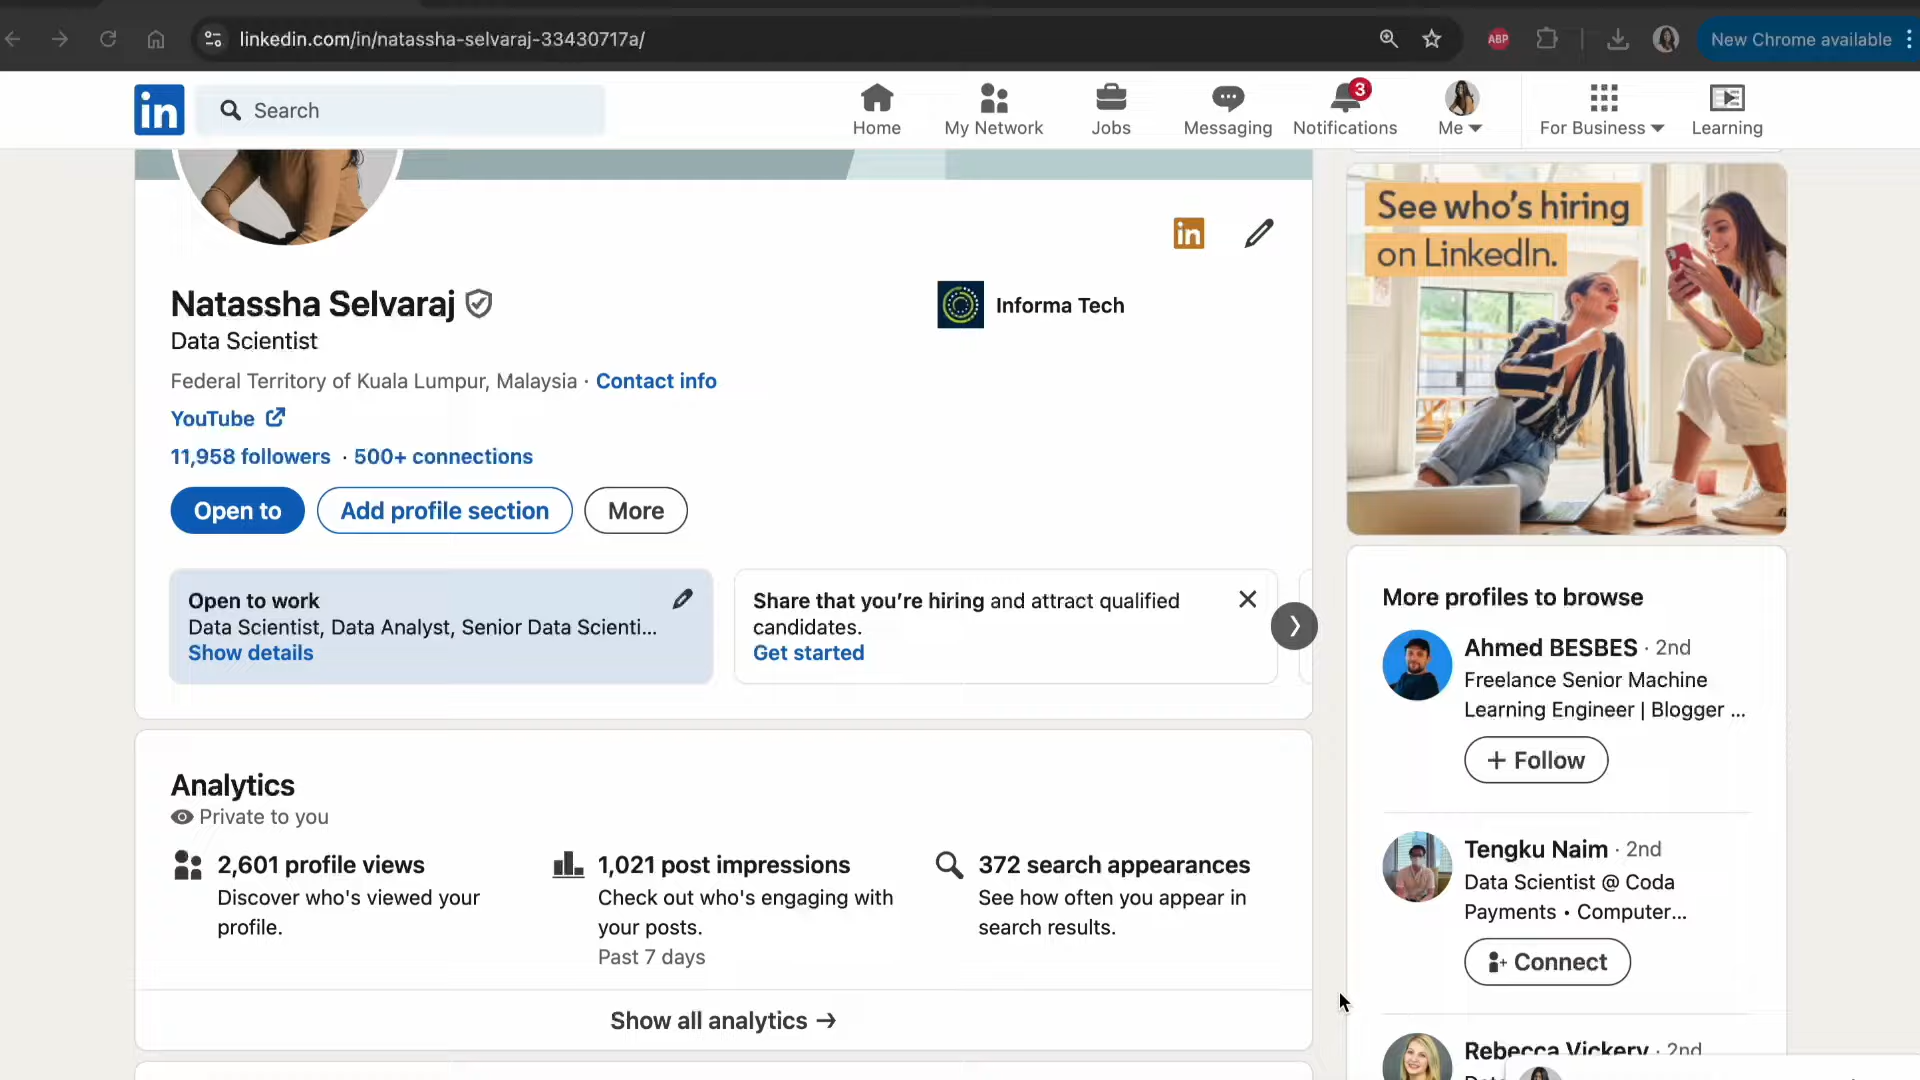 linkedin.com/in/natassha-selvaraj-33430717a/
ABP
New Chrome available
in
Search
Home
My Network
Jobs
Messaging
3
Notifications
Me
For Business
Learning
in
Natassha Selvaraj
Data Scientist
Federal Territory of Kuala Lumpur, Malaysia · Contact info
YouTube
11,958 followers · 500+ connections
Open to
Add profile section
More
Informa Tech
Open to work
Data Scientist, Data Analyst, Senior Data Scienti...
Show details
Share that you're hiring and attract qualified
candidates.
Get started
Analytics
Private to you
2,601 profile views
Discover who's viewed your
profile.
1,021 post impressions
Check out who's engaging with
your posts.
Past 7 days
372 search appearances
See how often you appear in
search results.
Show all analytics →
See who's hiring
on LinkedIn.
More profiles to browse
Ahmed BESBES · 2nd
Freelance Senior Machine
Learning Engineer | Blogger ...
+ Follow
Tengku Naim · 2nd
Data Scientist @ Coda
Payments • Computer...
Connect
Rebecca Vickery · 2nd